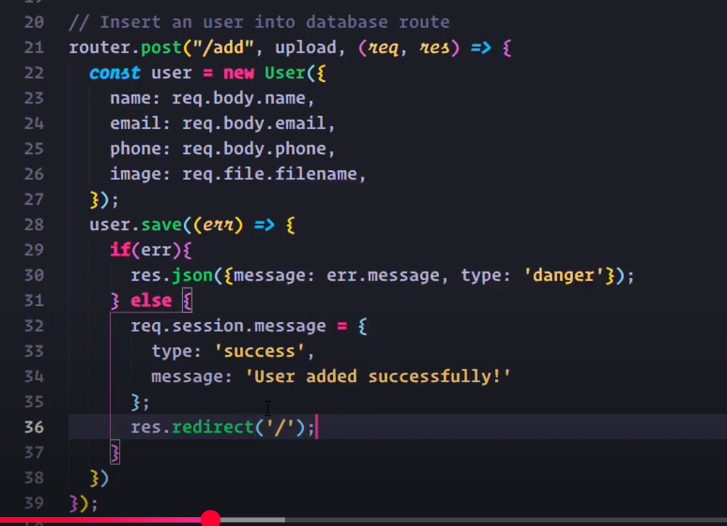 20 // Insert an user into database route
21 router.post("/add", upload, (req, res) => {
22 const user = new User({
23 name: req.body.name,
24 email: req.body.email,
25 phone: req.body.phone,
26 image: req.file.filename,
27 });
28 user.save((err) => {
29 if(err){
30 res.json({message: err.message, type: 'danger'});
31 } else {
32 req.session.message = {
33 type: 'success',
34 message: 'User added successfully!'
35 };
36 res.redirect('/');
37 }
38 })
39 });